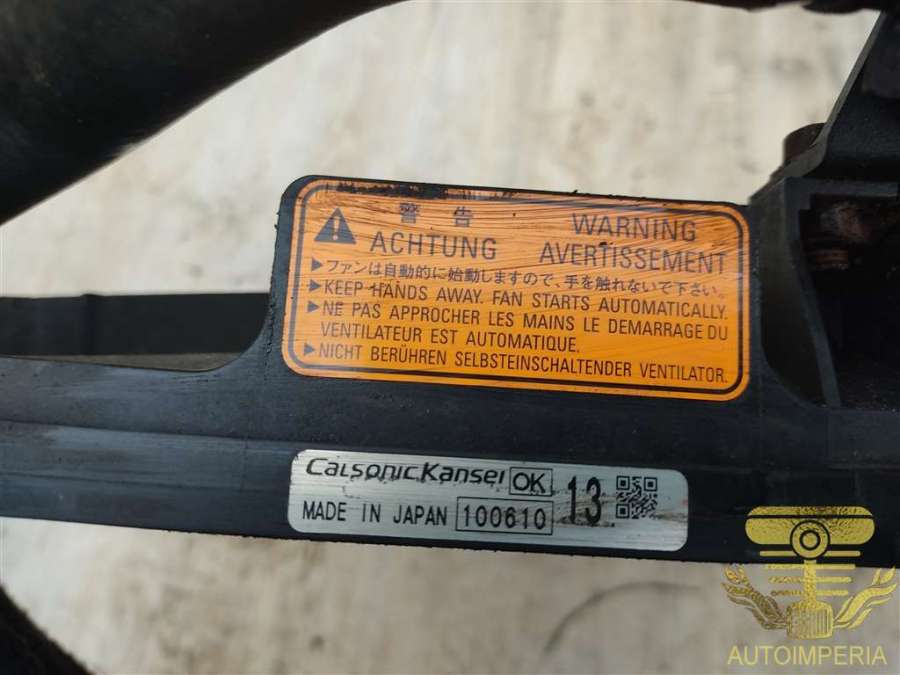 警告 WARNING
ACHTUNG AVERTISSEMENT
▶ファンは自動的に始動しますので、手を触れないで下さい。
▶KEEP HANDS AWAY. FAN STARTS AUTOMATICALLY.
▶NE PAS APPROCHER LES MAINS LE DEMARRAGE DU
VENTILATEUR EST AUTOMATIQUE.
▶NICHT BERÜHREN SELBSTEINSCHALTENDER VENTILATOR.
CalsonicKansei OK 13
MADE IN JAPAN 100610
AUTOIMPERIA